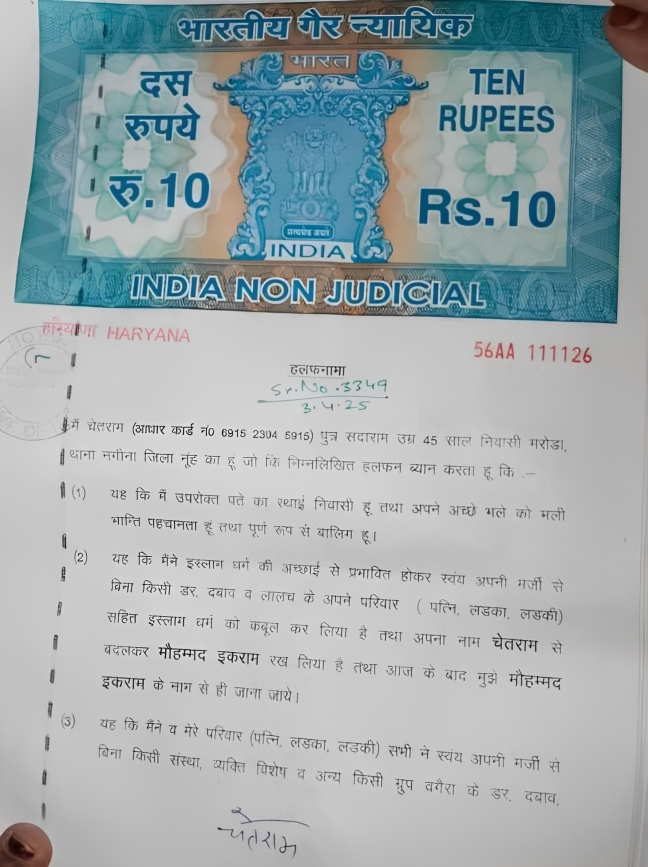 भारतीय गैर न्यायिक
भारत
दस
रुपये
रु.10
TEN
RUPEES
Rs.10
सत्यमेव जयते
INDIA
INDIA NON JUDICIAL
हरियाणा HARYANA
56AA 111126
हलफनामा
Sr.No.3349
3.4.25
मैं चेतराम (आधार कार्ड नं0 6915 2304 5915) पुत्र सदाराम उम्र 45 साल निवासी मरोडा,
थाना नगीना जिला नूंह का हूं जो कि निम्नलिखित हलफन ब्यान करता हू कि :—
(1) यह कि मैं उपरोक्त पते का स्थाई निवासी हूं तथा अपने अच्छे भले को भली
भान्ति पहचानता हूं तथा पूर्ण रूप से बालिग हू।
(2) यह कि मैंने इस्लाम धर्म की अच्छाई से प्रभावित होकर स्वंय अपनी मर्जी से
बिना किसी डर, दबाव व लालच के अपने परिवार ( पत्नि, लडका, लडकी)
सहित इस्लाम धर्म को कबूल कर लिया है तथा अपना नाम चेतराम से
बदलकर मौहम्मद इकराम रख लिया है तथा आज के बाद मुझे मौहम्मद
इकराम के नाम से ही जाना जाये।
(3) यह कि मैंने व मेरे परिवार (पत्नि, लडका, लडकी) सभी ने स्वंय अपनी मर्जी से
बिना किसी संस्था, व्यक्ति विशेष व अन्य किसी ग्रुप वगैरा के डर, दबाव,
चेतराम